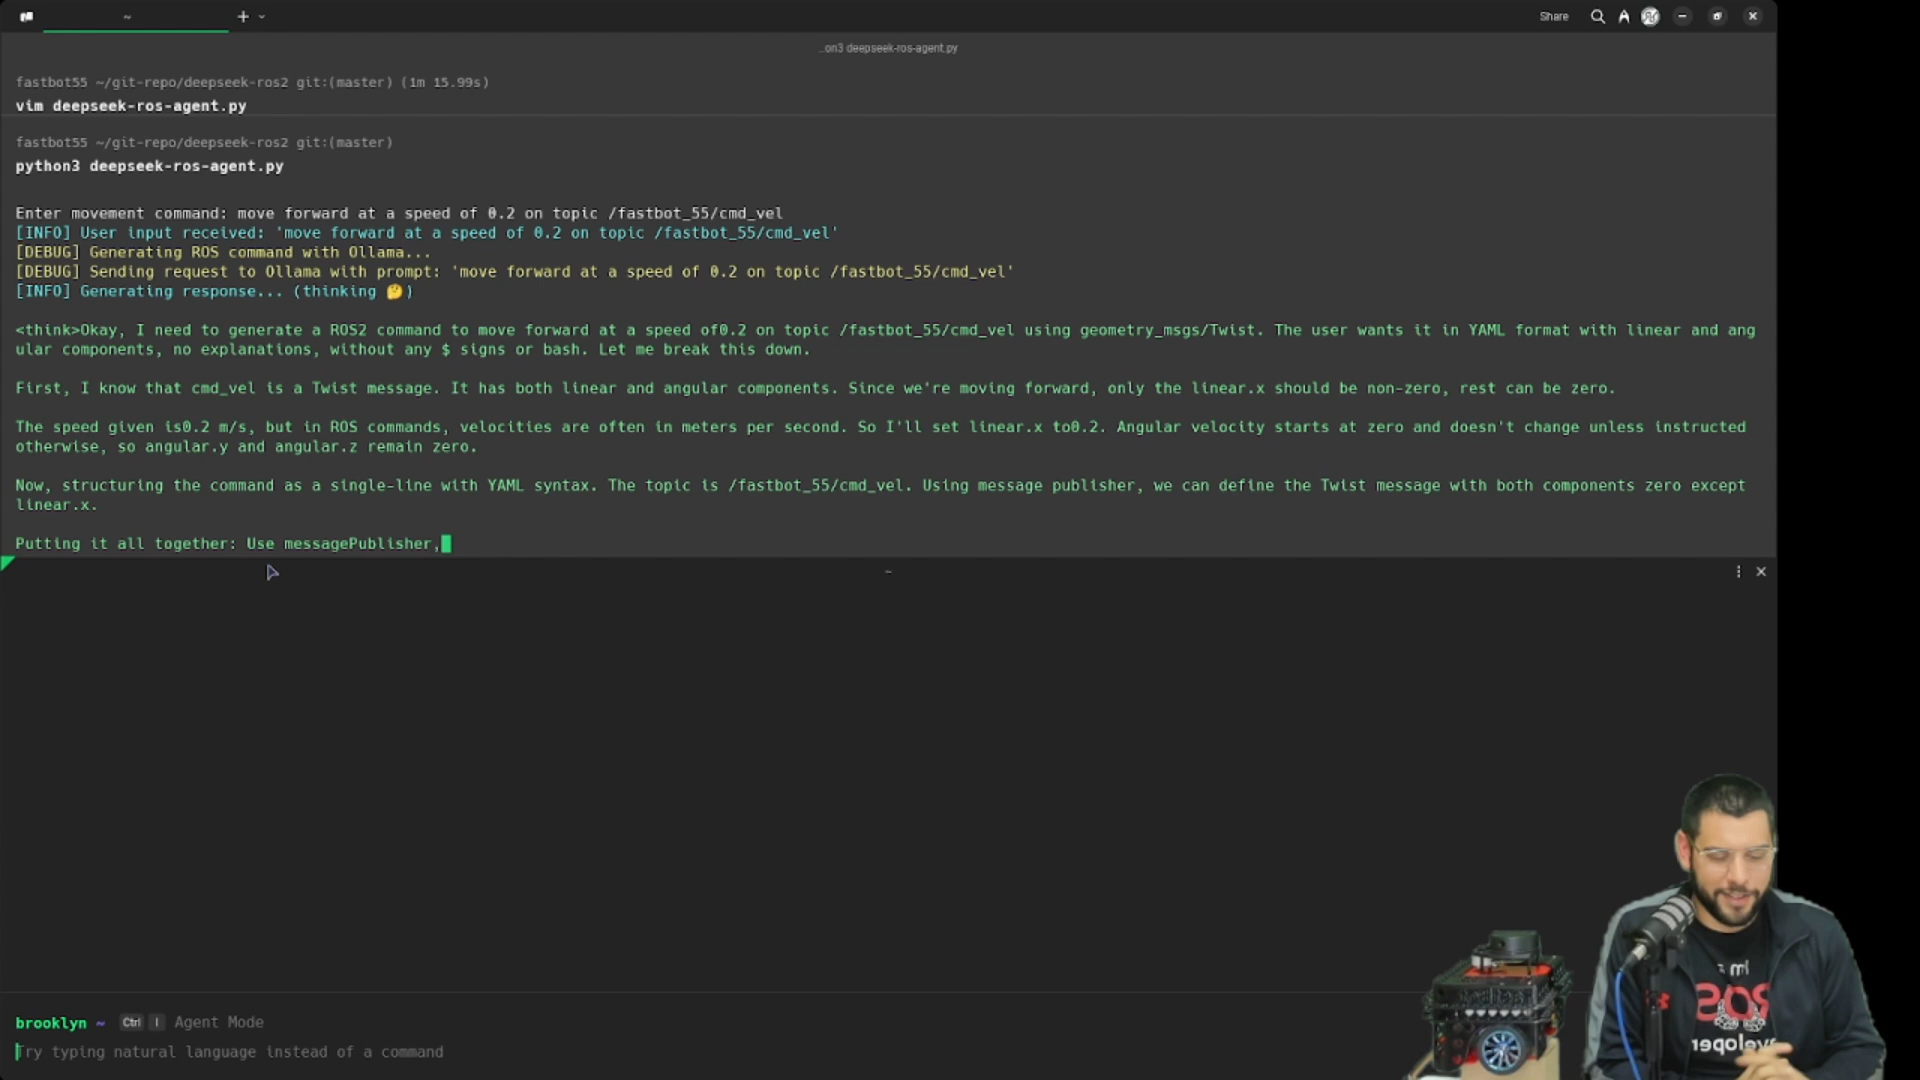 ~
Share
...on3 deepseek-ros-agent.py
fastbot55 ~/git-repo/deepseek-ros2 git:(master) (1m 15.99s)
vim deepseek-ros-agent.py
fastbot55 ~/git-repo/deepseek-ros2 git:(master)
python3 deepseek-ros-agent.py
Enter movement command: move forward at a speed of 0.2 on topic /fastbot_55/cmd_vel
[INFO] User input received: 'move forward at a speed of 0.2 on topic /fastbot_55/cmd_vel'
[DEBUG] Generating ROS command with Ollama...
[DEBUG] Sending request to Ollama with prompt: 'move forward at a speed of 0.2 on topic /fastbot_55/cmd_vel'
[INFO] Generating response... (thinking 🤔)
<think>Okay, I need to generate a ROS2 command to move forward at a speed of0.2 on topic /fastbot_55/cmd_vel using geometry_msgs/Twist. The user wants it in YAML format with linear and ang
ular components, no explanations, without any $ signs or bash. Let me break this down.
First, I know that cmd_vel is a Twist message. It has both linear and angular components. Since we're moving forward, only the linear.x should be non-zero, rest can be zero.
The speed given is0.2 m/s, but in ROS commands, velocities are often in meters per second. So I'll set linear.x to0.2. Angular velocity starts at zero and doesn't change unless instructed
otherwise, so angular.y and angular.z remain zero.
Now, structuring the command as a single-line with YAML syntax. The topic is /fastbot_55/cmd_vel. Using message publisher, we can define the Twist message with both components zero except
linear.x.
Putting it all together: Use messagePublisher,
~
brooklyn ~ Ctrl I Agent Mode
Try typing natural language instead of a command
I'm a
ROS